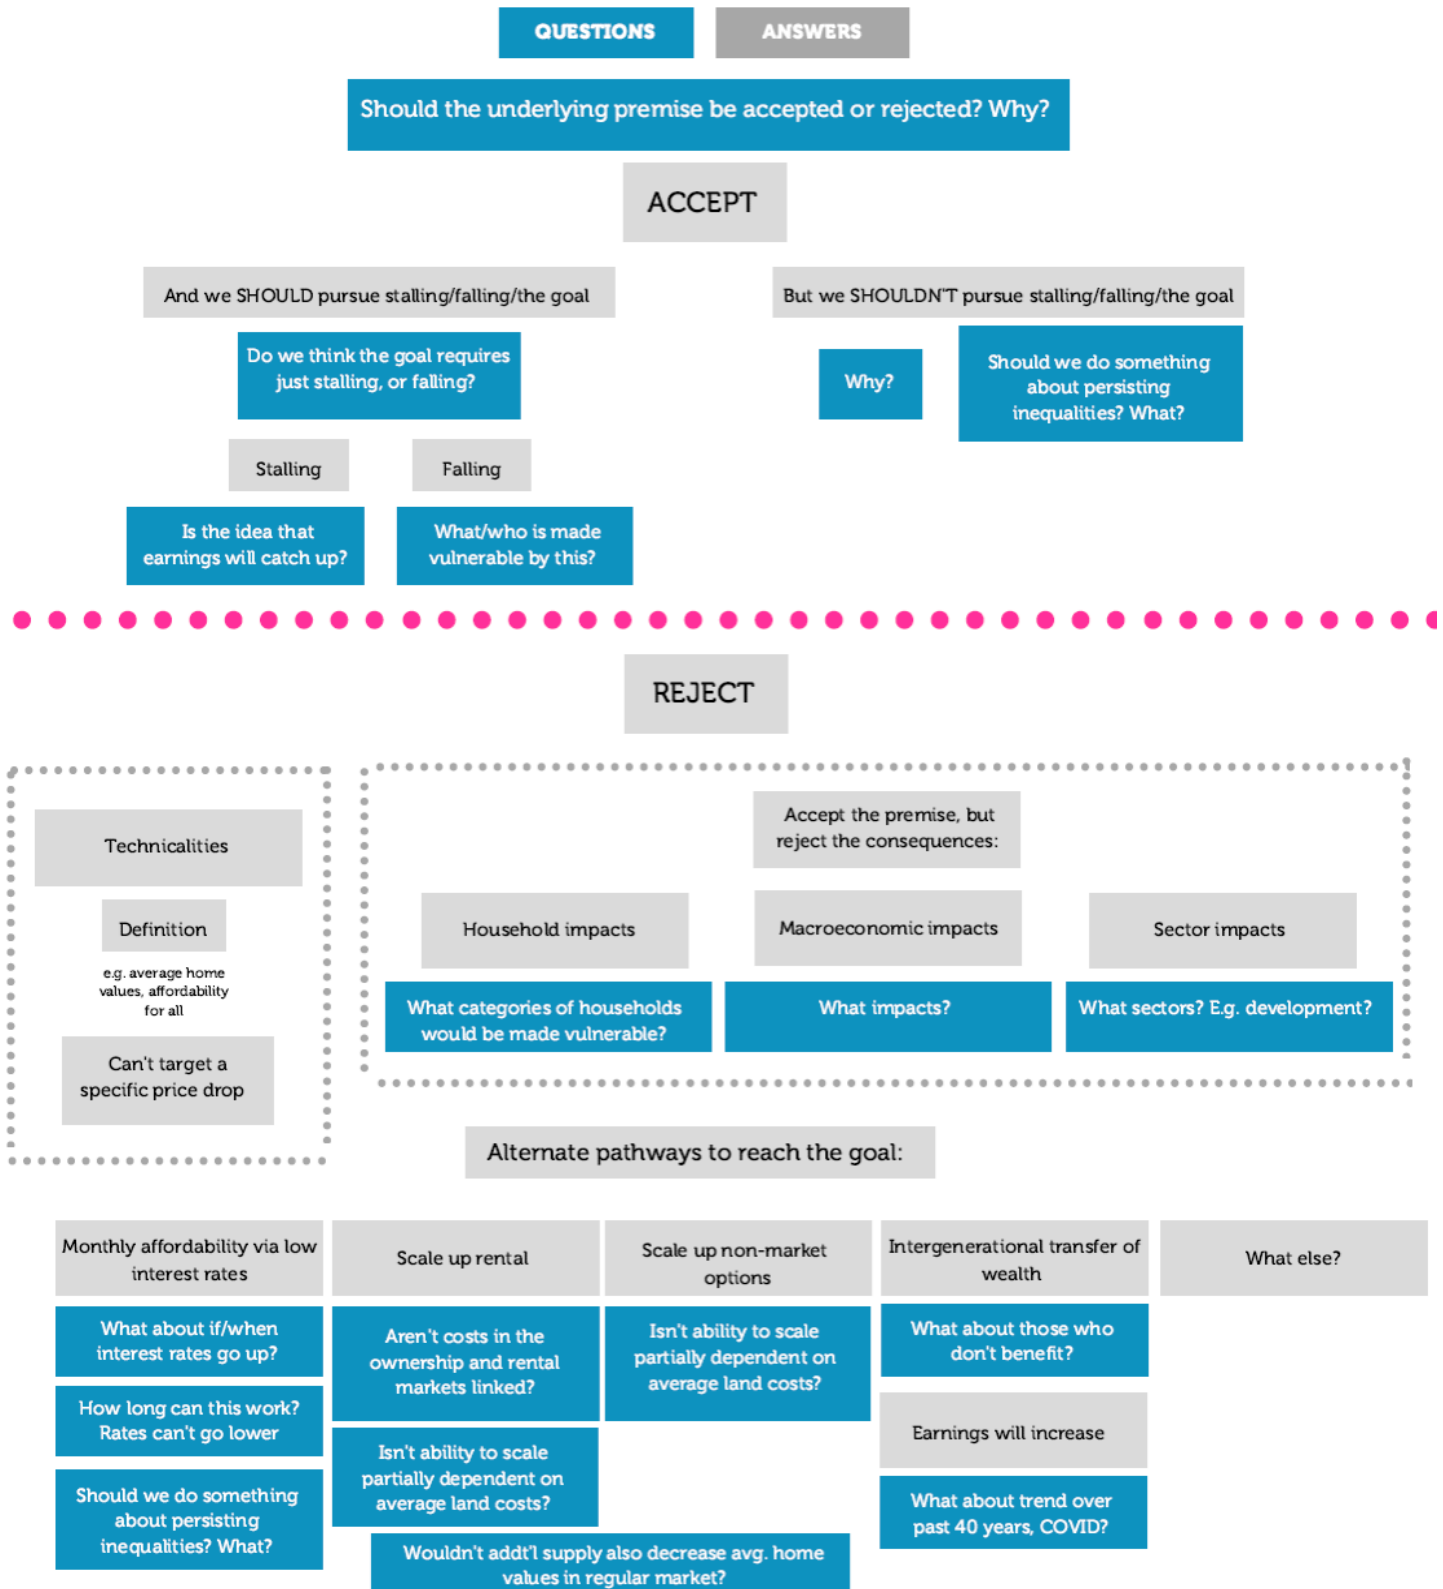 QUESTIONS
ANSWERS
Should the underlying premise be accepted or rejected? Why?
ACCEPT
And we SHOULD pursue stalling/falling/the goal
Do we think the goal requires
just stalling, or falling?
Stalling
Is the idea that
earnings will catch up?
Falling
What/who is made
vulnerable by this?
But we SHOULDN'T pursue stalling/falling/the goal
Why?
Should we do something
about persisting
inequalities? What?
REJECT
Technicalities
Definition
e.g. average home
values, affordability
for all
Can't target a
specific price drop
Accept the premise, but
reject the consequences:
Household impacts
What categories of households
would be made vulnerable?
Macroeconomic impacts
What impacts?
Sector impacts
What sectors? E.g. development?
Alternate pathways to reach the goal:
Monthly affordability via low
interest rates
What about if/when
interest rates go up?
How long can this work?
Rates can't go lower
Should we do something
about persisting
inequalities? What?
Scale up rental
Aren't costs in the
ownership and rental
markets linked?
Isn't ability to scale
partially dependent on
average land costs?
Scale up non-market
options
Isn't ability to scale
partially dependent on
average land costs?
Wouldn't addt'l supply also decrease avg. home
values in regular market?
Intergenerational transfer of
wealth
What about those who
don't benefit?
Earnings will increase
What about trend over
past 40 years, COVID?
What else?